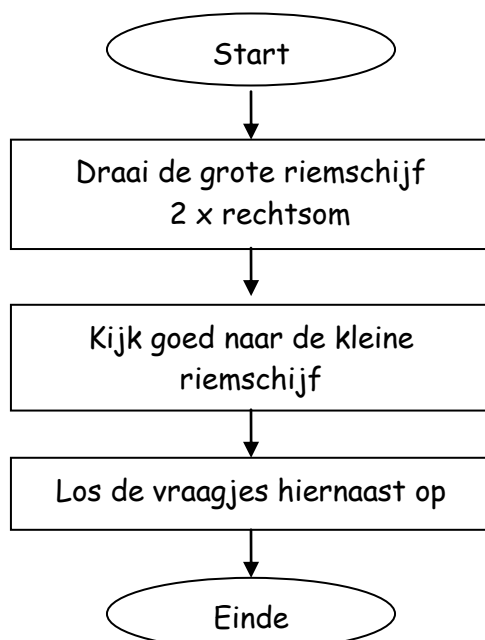 Start
Draai de grote riemschijf
2 x rechtsom
Kijk goed naar de kleine
riemschijf
Los de vraagjes hiernaast op
Einde